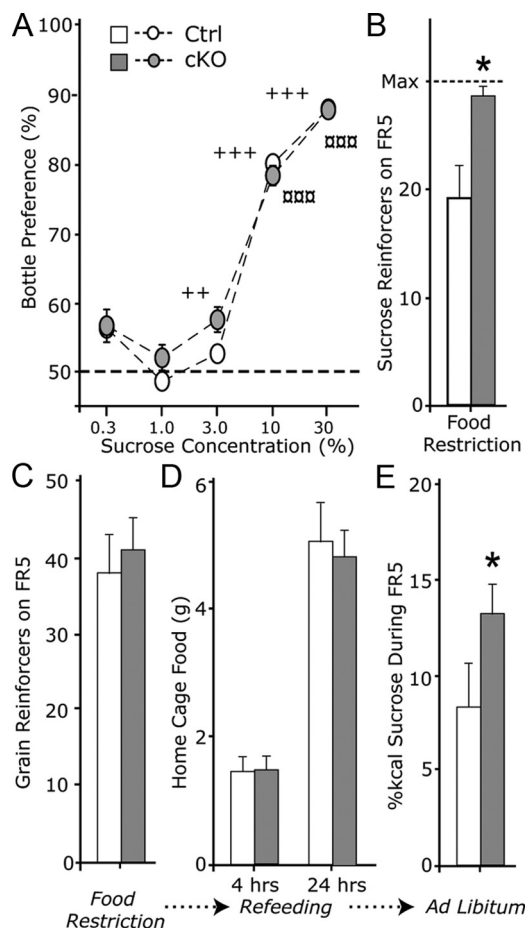 A
Ctrl
cKO
Bottle Preference (%)
100
90
80
70
60
50
+++
+++
++
¤¤¤
¤¤¤
0.3
1.0
3.0
10
30
Sucrose Concentration (%)
B
Sucrose Reinforcers on FR5
Max
20
10
0
*
Food
Restriction
C
Grain Reinforcers on FR5
50
40
30
40
20
10
0
Food
Restriction
D
Home Cage Food (g)
6
4
2
0
4 hrs
24 hrs
Refeeding
E
%kcal Sucrose During FR5
20
15
10
5
0
*
Ad Libitum